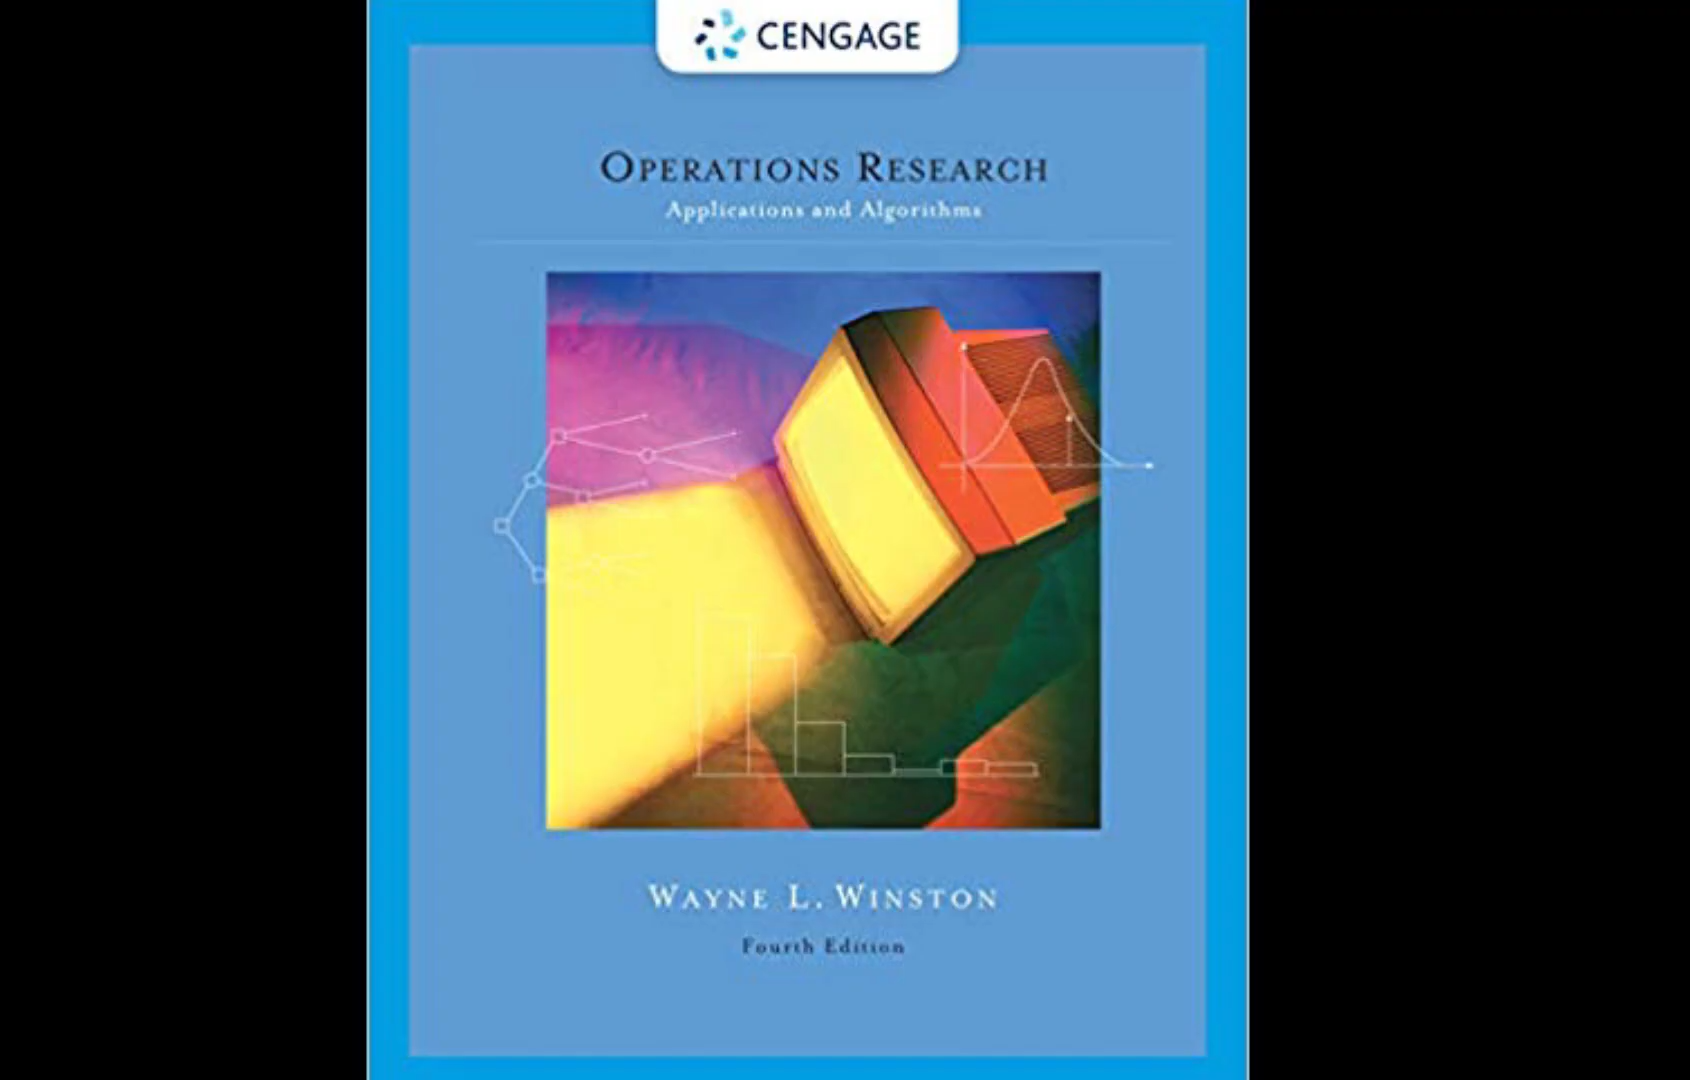 CENGAGE
OPERATIONS RESEARCH
Applications and Algorithms
WAYNE L. WINSTON
Fourth Edition